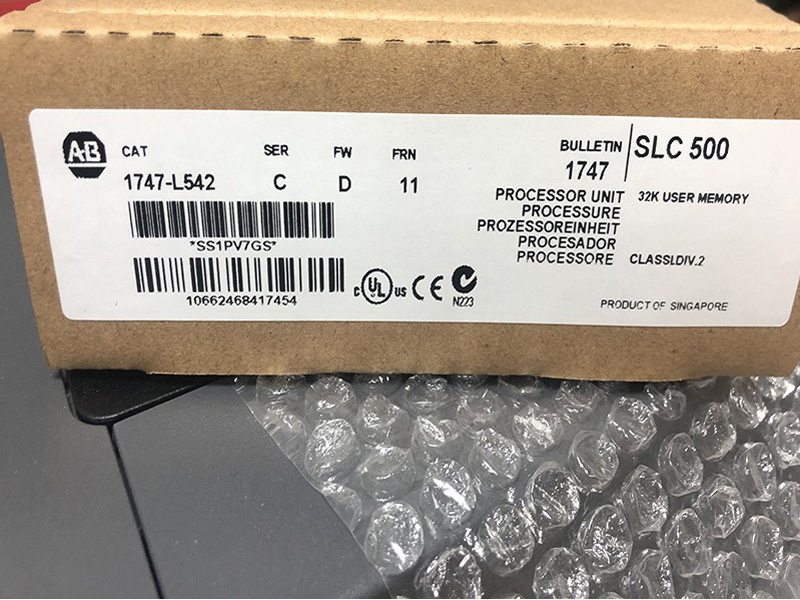 A-B
CAT SER FW FRN
1747-L542 C D 11
*SS1PV7GS*
10662468417454
C UL US CE N223
BULLETIN
1747
SLC 500
PROCESSOR UNIT 32K USER MEMORY
PROCESSURE
PROZESSOREINHEIT
PROCESADOR
PROCESSORE CLASSI.DIV.2
PRODUCT OF SINGAPORE